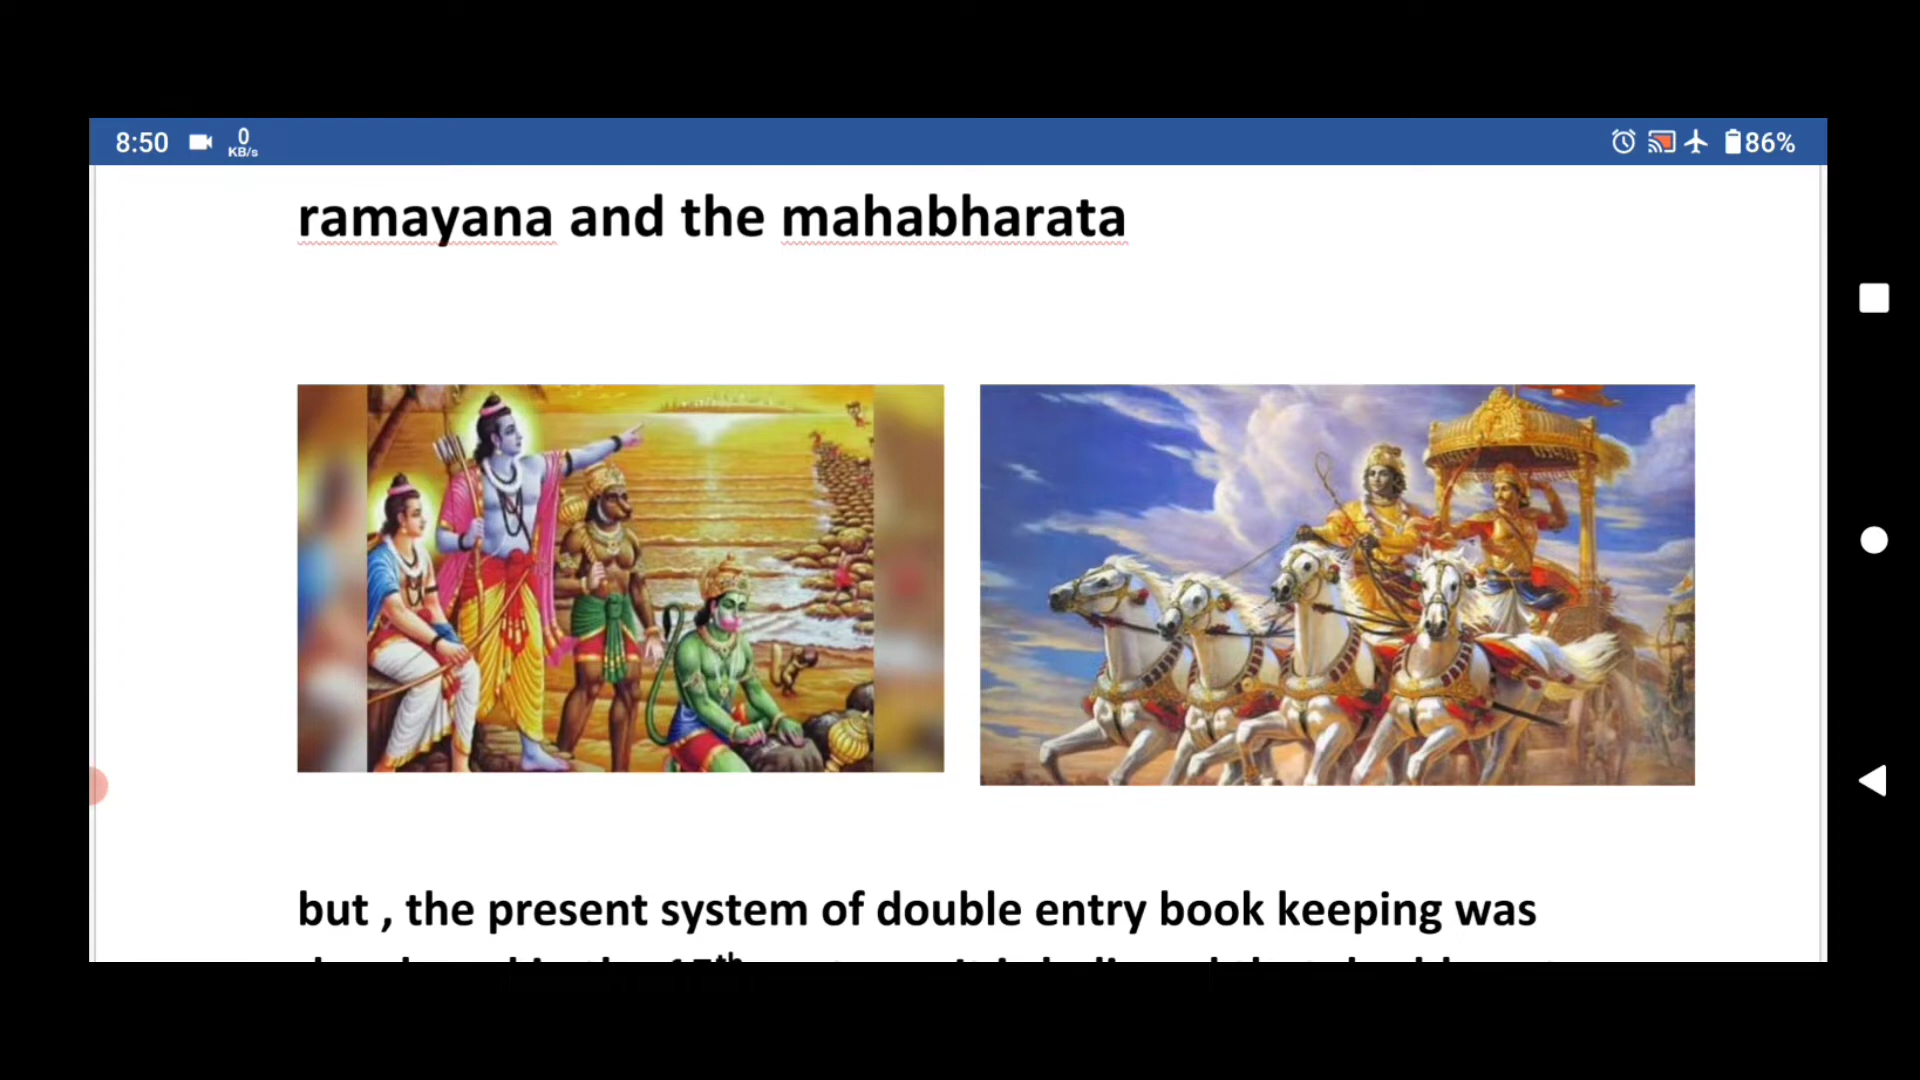 8:50 0 KB/s 86%
ramayana and the mahabharata
but , the present system of double entry book keeping was